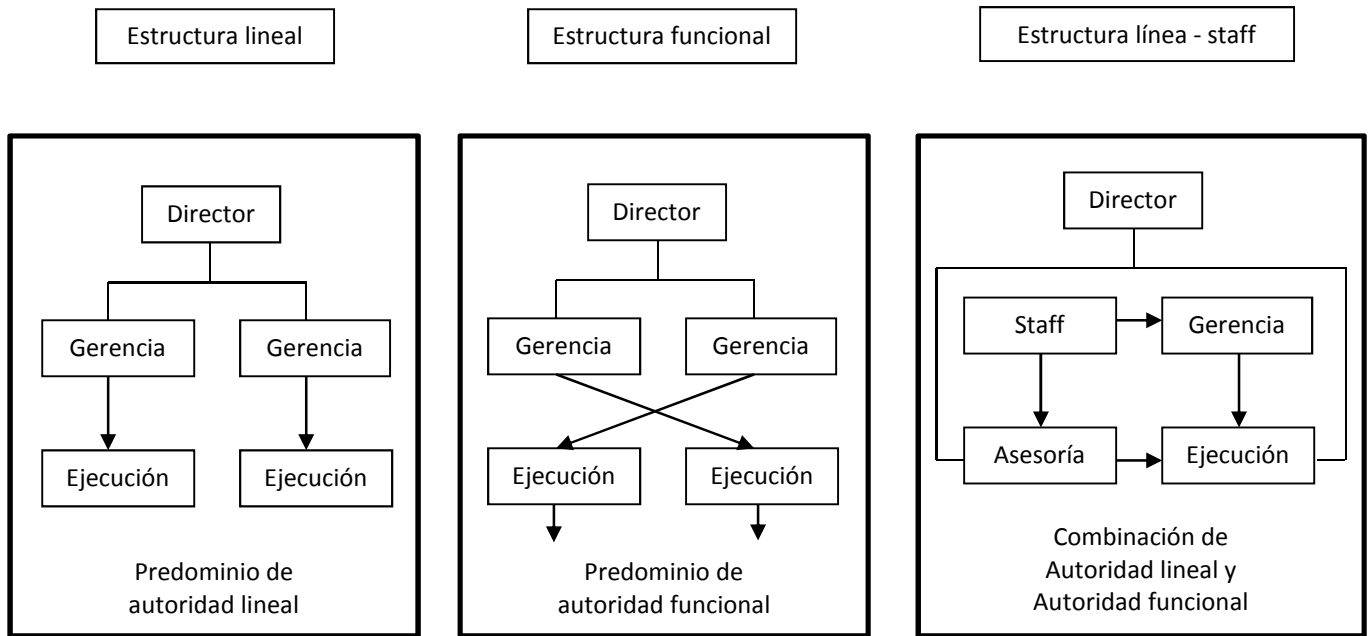 Estructura lineal
Estructura funcional
Estructura línea - staff
Director
Gerencia
Gerencia
Ejecución
Ejecución
Predominio de
autoridad lineal
Director
Gerencia
Gerencia
Ejecución
Ejecución
Predominio de
autoridad funcional
Director
Staff
Gerencia
Asesoría
Ejecución
Combinación de
Autoridad lineal y
Autoridad funcional